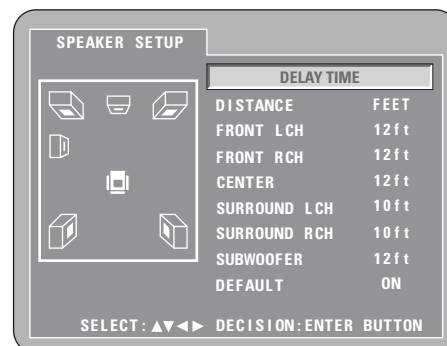 SPEAKER SETUP
DELAY TIME
DISTANCE FEET
FRONT LCH 12ft
FRONT RCH 12ft
CENTER 12ft
SURROUND LCH 10ft
SURROUND RCH 10ft
SUBWOOFER 12ft
DEFAULT ON
SELECT:▲▼◀▶ DECISION:ENTER BUTTON